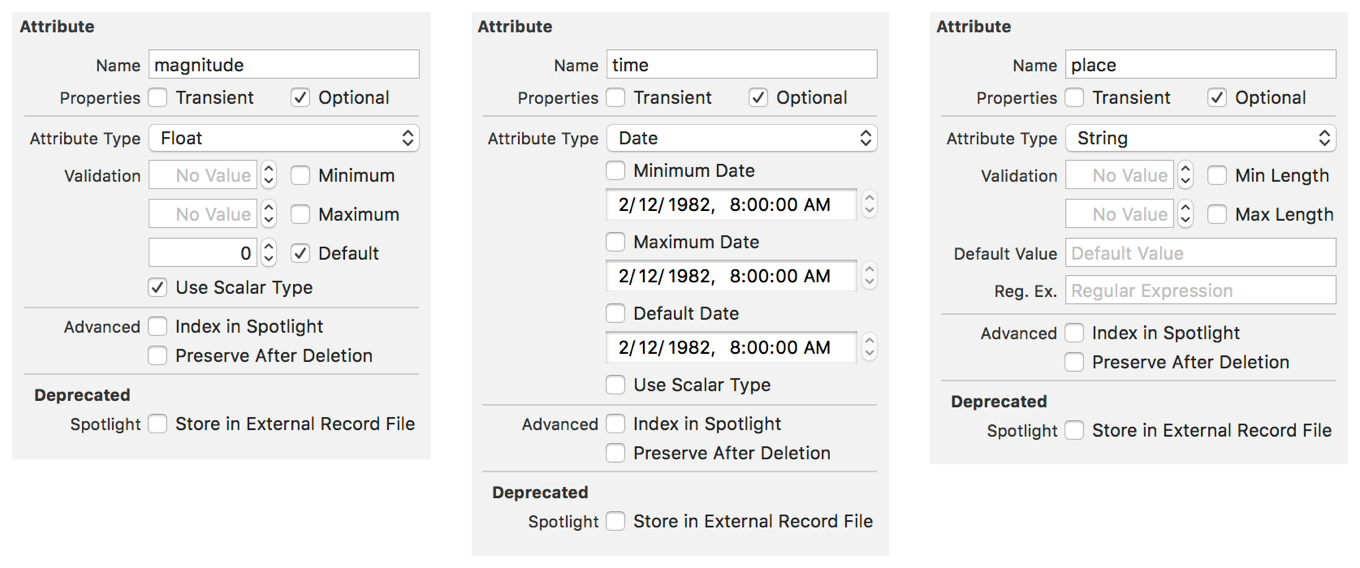 Attribute
Name magnitude
Properties Transient Optional
Attribute Type Float
Validation No Value Minimum
No Value Maximum
0 Default
Use Scalar Type
Advanced Index in Spotlight
Preserve After Deletion
Deprecated
Spotlight Store in External Record File
Attribute
Name time
Properties Transient Optional
Attribute Type Date
Minimum Date
2/12/1982, 8:00:00 AM
Maximum Date
2/12/1982, 8:00:00 AM
Default Date
2/12/1982, 8:00:00 AM
Use Scalar Type
Advanced Index in Spotlight
Preserve After Deletion
Deprecated
Spotlight Store in External Record File
Attribute
Name place
Properties Transient Optional
Attribute Type String
Validation No Value Min Length
No Value Max Length
Default Value Default Value
Reg. Ex. Regular Expression
Advanced Index in Spotlight
Preserve After Deletion
Deprecated
Spotlight Store in External Record File